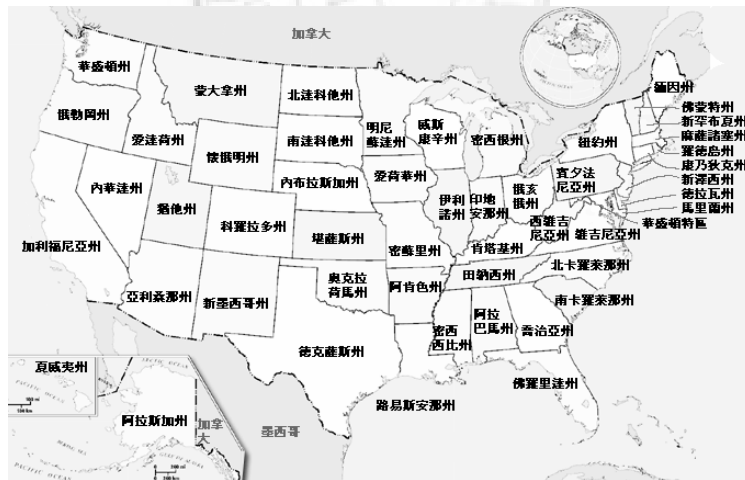 加拿大
華盛頓州
蒙大拿州
北達科他州
緬因州
俄勒岡州
愛達荷州
南達科他州
明尼
蘇達州
威斯
康辛州
密西根州
紐約州
佛蒙特州
新罕布夏州
麻薩諸塞州
羅德島州
康乃狄克州
新澤西州
德拉瓦州
馬里蘭州
華盛頓特區
懷俄明州
內布拉斯加州
愛荷華州
賓夕法
尼亞州
內華達州
猶他州
科羅拉多州
堪薩斯州
伊利
諾州
印地
安那州
俄亥
俄州
西維吉
尼亞州
維吉尼亞州
加利福尼亞州
密蘇里州
肯塔基州
北卡羅萊那州
亞利桑那州
新墨西哥州
奧克拉
荷馬州
阿肯色州
田納西州
南卡羅萊那州
德克薩斯州
密西
西比州
阿拉
巴馬州
喬治亞州
路易斯安那州
佛羅里達州
夏威夷州
阿拉斯加州
加拿
大
墨西哥